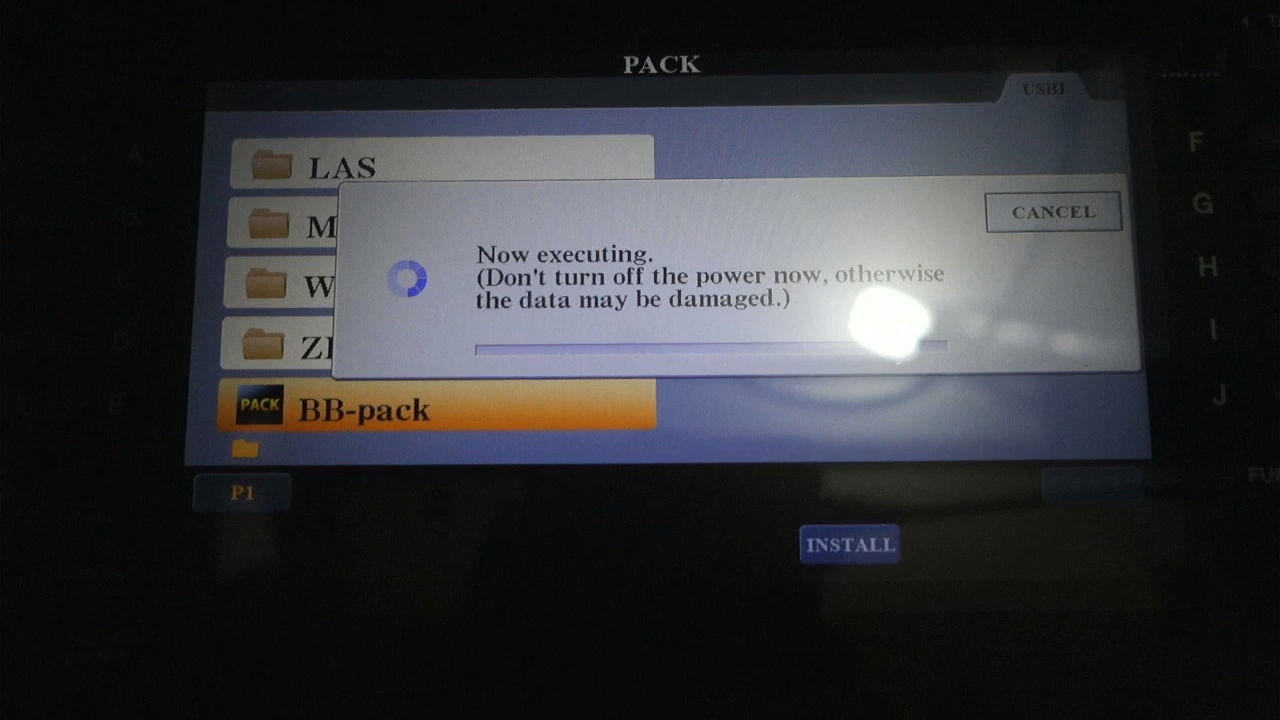 PACK
USB1
LAS
CANCEL
M
Now executing.
(Don't turn off the power now, otherwise
the data may be damaged.)
W
ZI
PACK BB-pack
P1
INSTALL
A
B
C
D
E
F
G
H
I
J